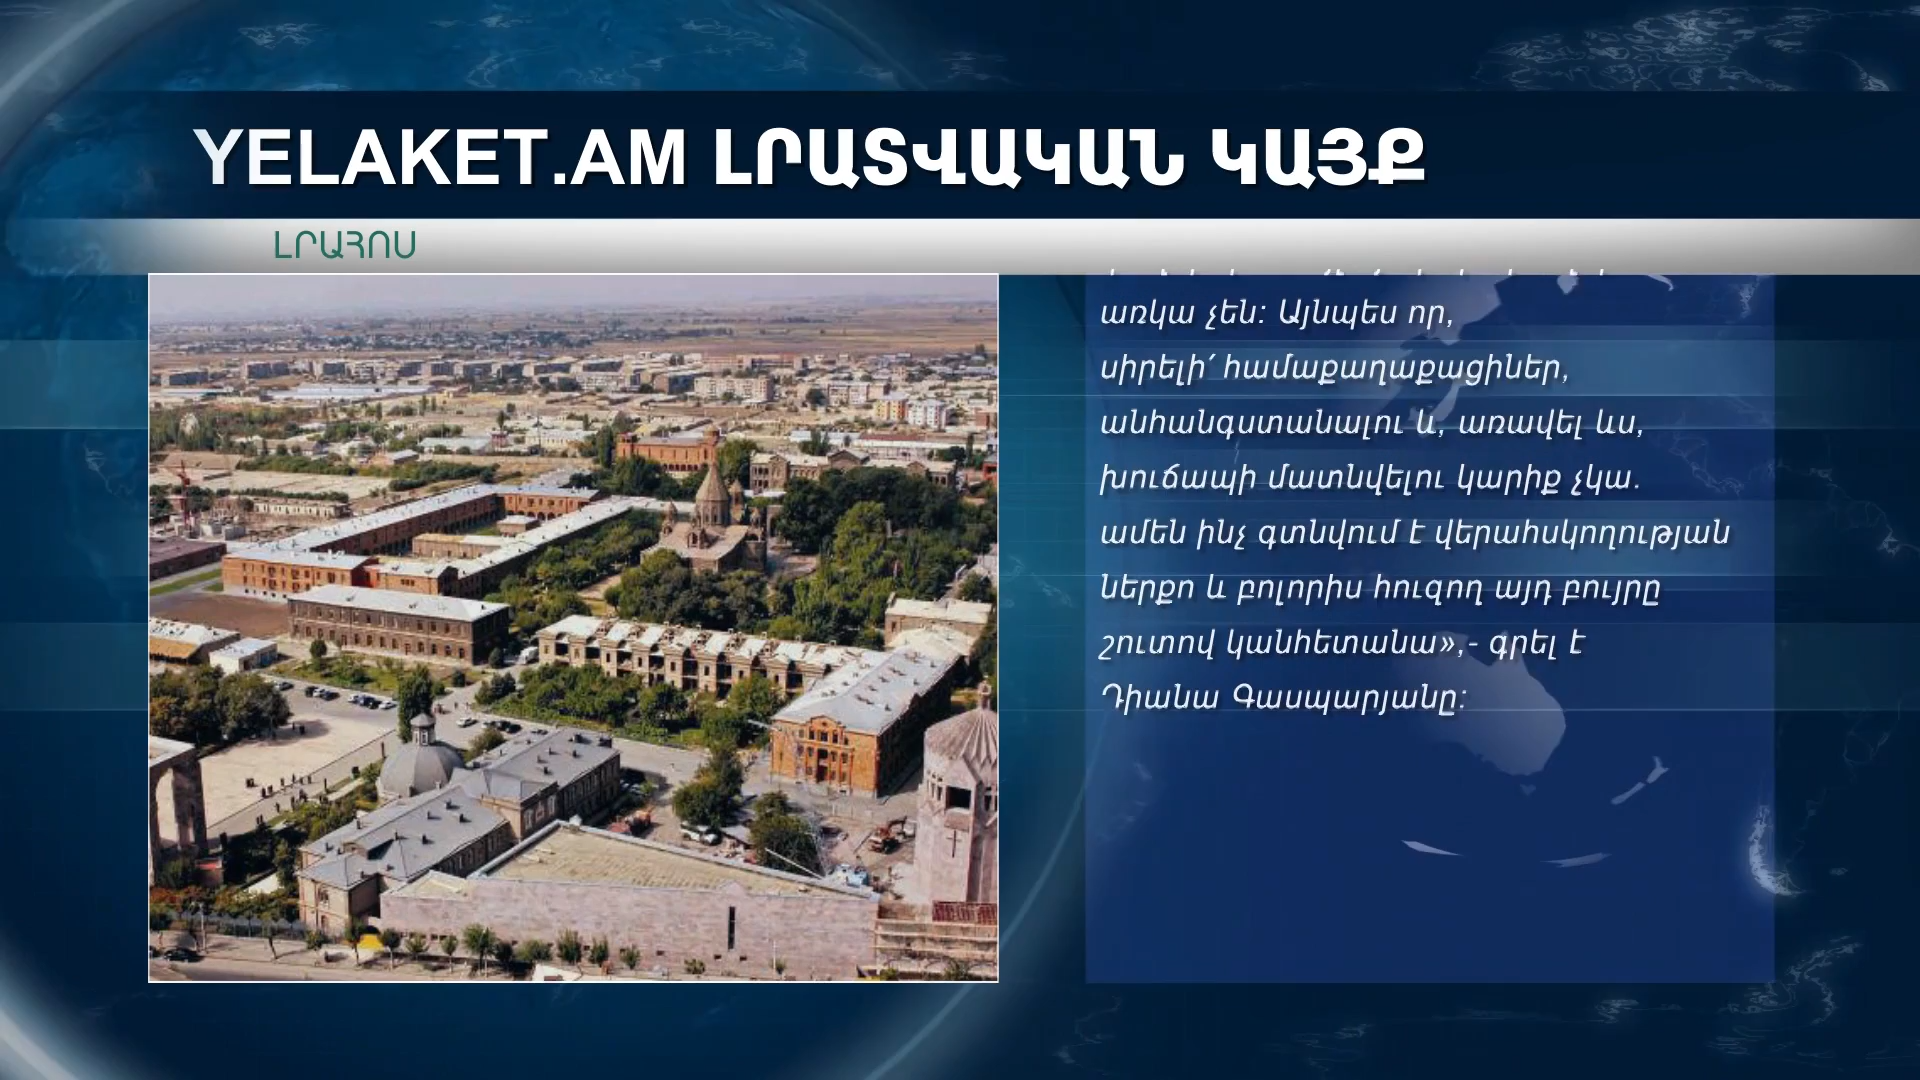 YELAKET.AM ԼՐԱՏՎԱԿԱՆ ԿԱՅՔ
ԼՐԱՀՈՍ
առկա չեն: Այնպես որ,
սիրելի՛ համաքաղաքացիներ,
անհանգստանալու և, առավել ևս,
խուճապի մատնվելու կարիք չկա.
ամեն ինչ գտնվում է վերահսկողության
ներքո և բոլորիս հուզող այդ բույրը
շուտով կանհետանա»,- գրել է
Դիանա Գասպարյանը: